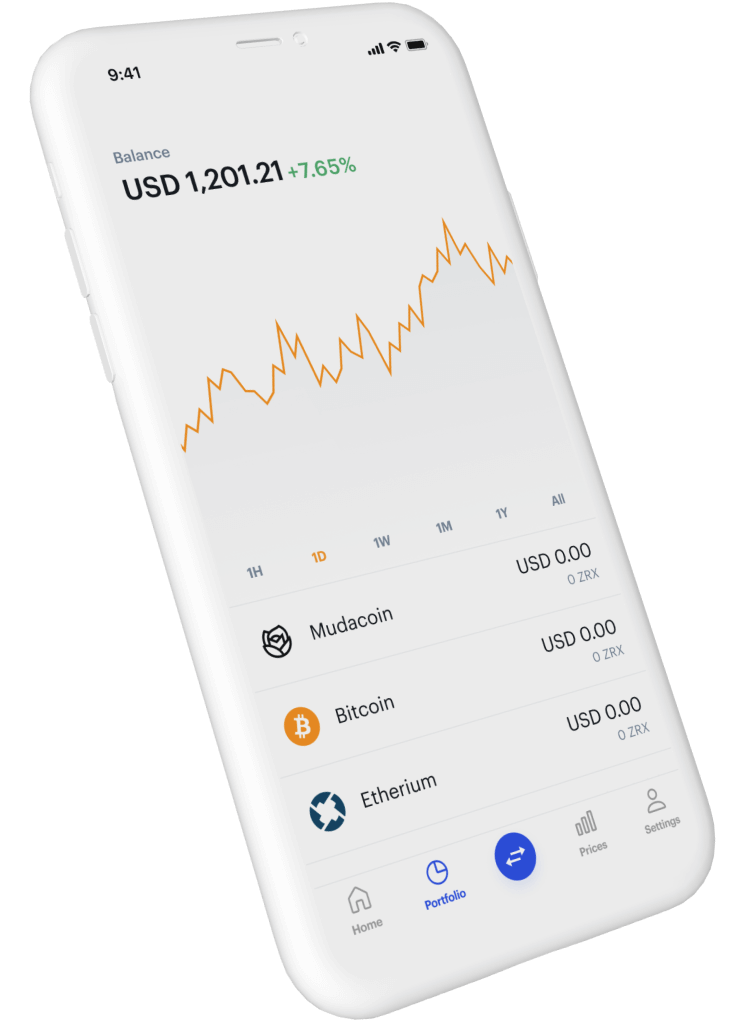 9:41
Balance
USD 1,201.21 +7.65%
1H 1D 1W 1M 1Y All
Mudacoin USD 0.00
0 ZRX
Bitcoin USD 0.00
0 ZRX
Etherium USD 0.00
0 ZRX
Home Portfolio Prices Settings